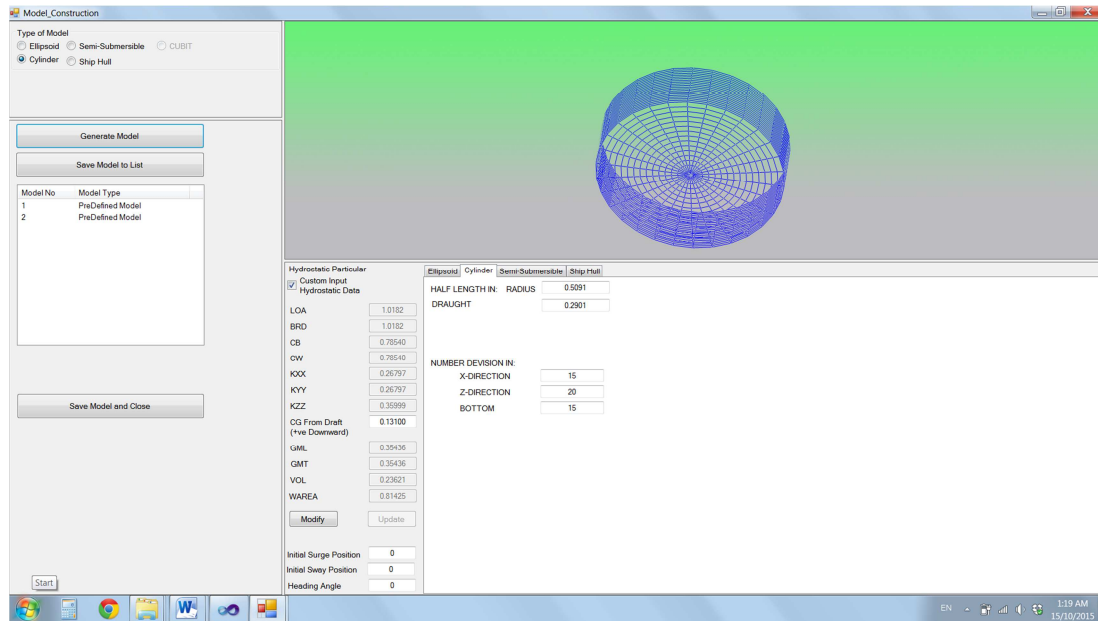 Model_Construction
Type of Model
Ellipsoid Semi-Submersible CUBIT
Cylinder Ship Hull
Generate Model
Save Model to List
Model No Model Type
1 PreDefined Model
2 PreDefined Model
Save Model and Close
Hydrostatic Particular
Custom Input
Hydrostatic Data
LOA 1.0182
BRD 1.0182
CB 0.78540
CW 0.78540
KXX 0.26797
KYY 0.26797
KZZ 0.35999
CG From Draft 0.13100
(+ve Downward)
GML 0.35436
GMT 0.35436
VOL 0.23621
WAREA 0.81425
Modify Update
Initial Surge Position 0
Initial Sway Position 0
Heading Angle 0
Ellipsoid Cylinder Semi-Submersible Ship Hull
HALF LENGTH IN: RADIUS 0.5091
DRAUGHT 0.2901
NUMBER DEVISION IN:
X-DIRECTION 15
Z-DIRECTION 20
BOTTOM 15
Start
EN 1:19 AM
15/10/2015